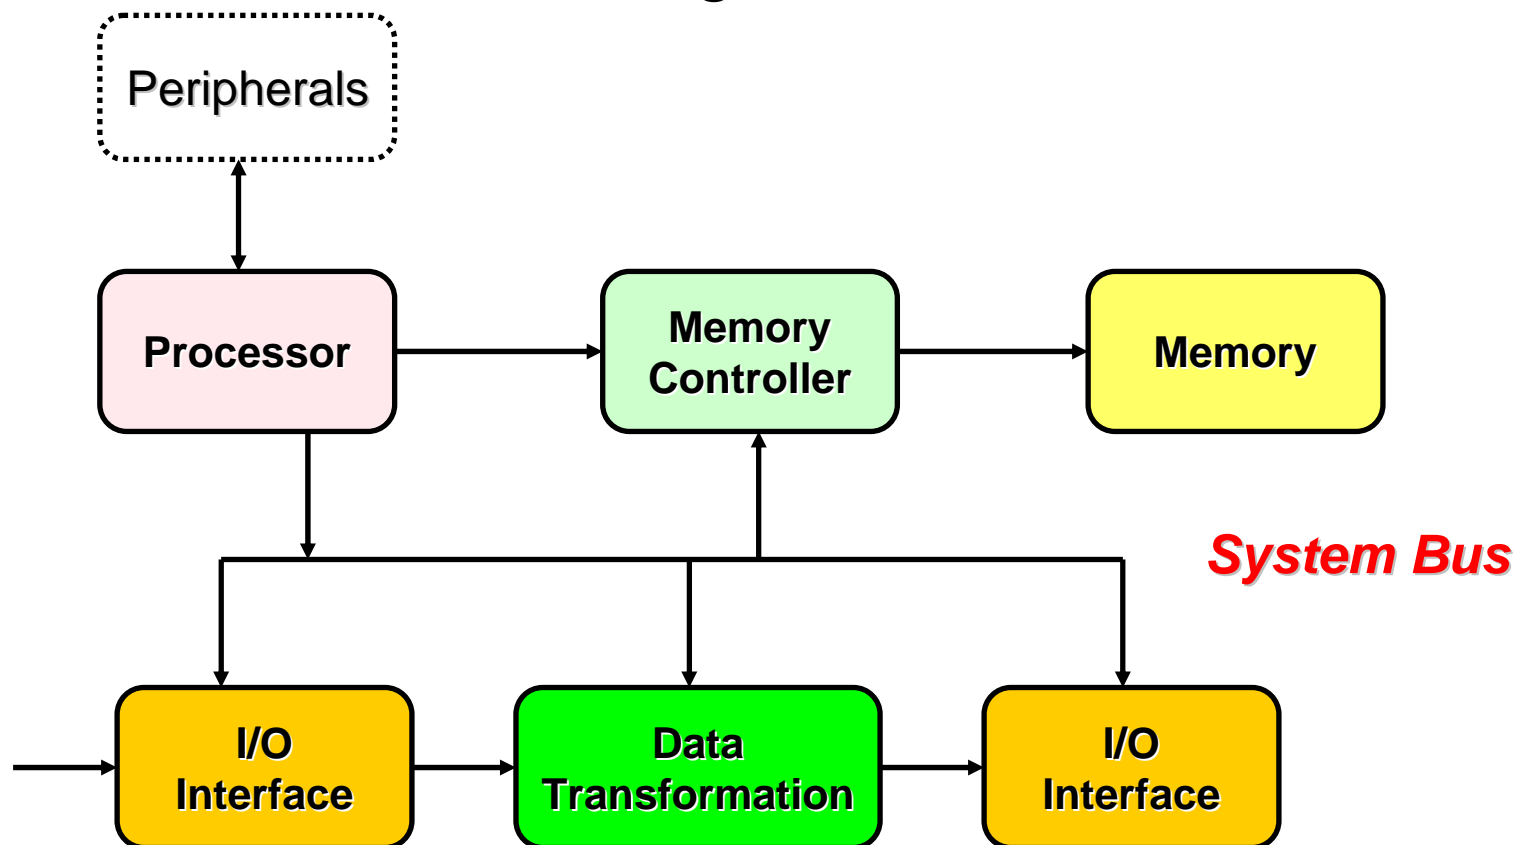 Peripherals
Processor
Memory
Controller
Memory
System Bus
I/O
Interface
Data
Transformation
I/O
Interface